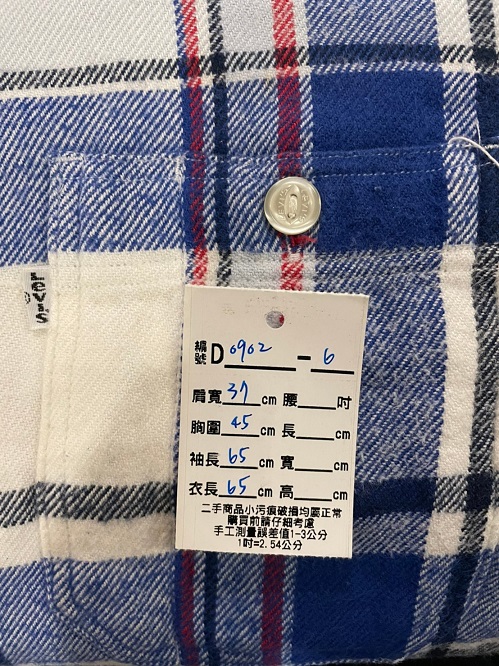 LEVI'S
編號D 0902 - 6
肩寬 37 cm 腰 吋
胸圍 45 cm 長 cm
袖長 65 cm 寬 cm
衣長 65 cm 高 cm
二手商品小污痕破損均屬正常
購買前請仔細考慮
手工測量誤差值1-3公分
1吋=2.54公分